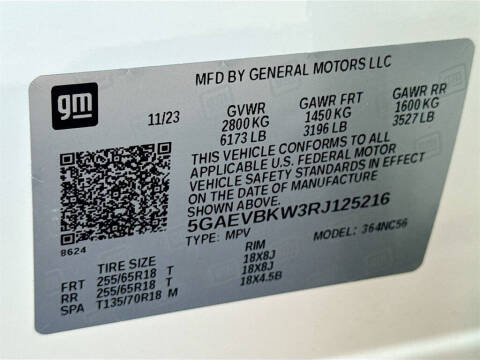 MFD BY GENERAL MOTORS LLC
gm
11/23 GVWR GAWR FRT GAWR RR
2800 KG 1450 KG 1600 KG
6173 LB 3196 LB 3527 LB
THIS VEHICLE CONFORMS TO ALL
APPLICABLE U.S. FEDERAL MOTOR
VEHICLE SAFETY STANDARDS IN EFFECT
ON THE DATE OF MANUFACTURE SHOWN ABOVE.
5GAEVBKW3RJ125216
8624 TYPE: MPV MODEL: 364NC56
TIRE SIZE RIM
FRT 255/65R18 T 18X8J
RR 255/65R18 T 18X8J
SPA T135/70R18 M 18X4.5B